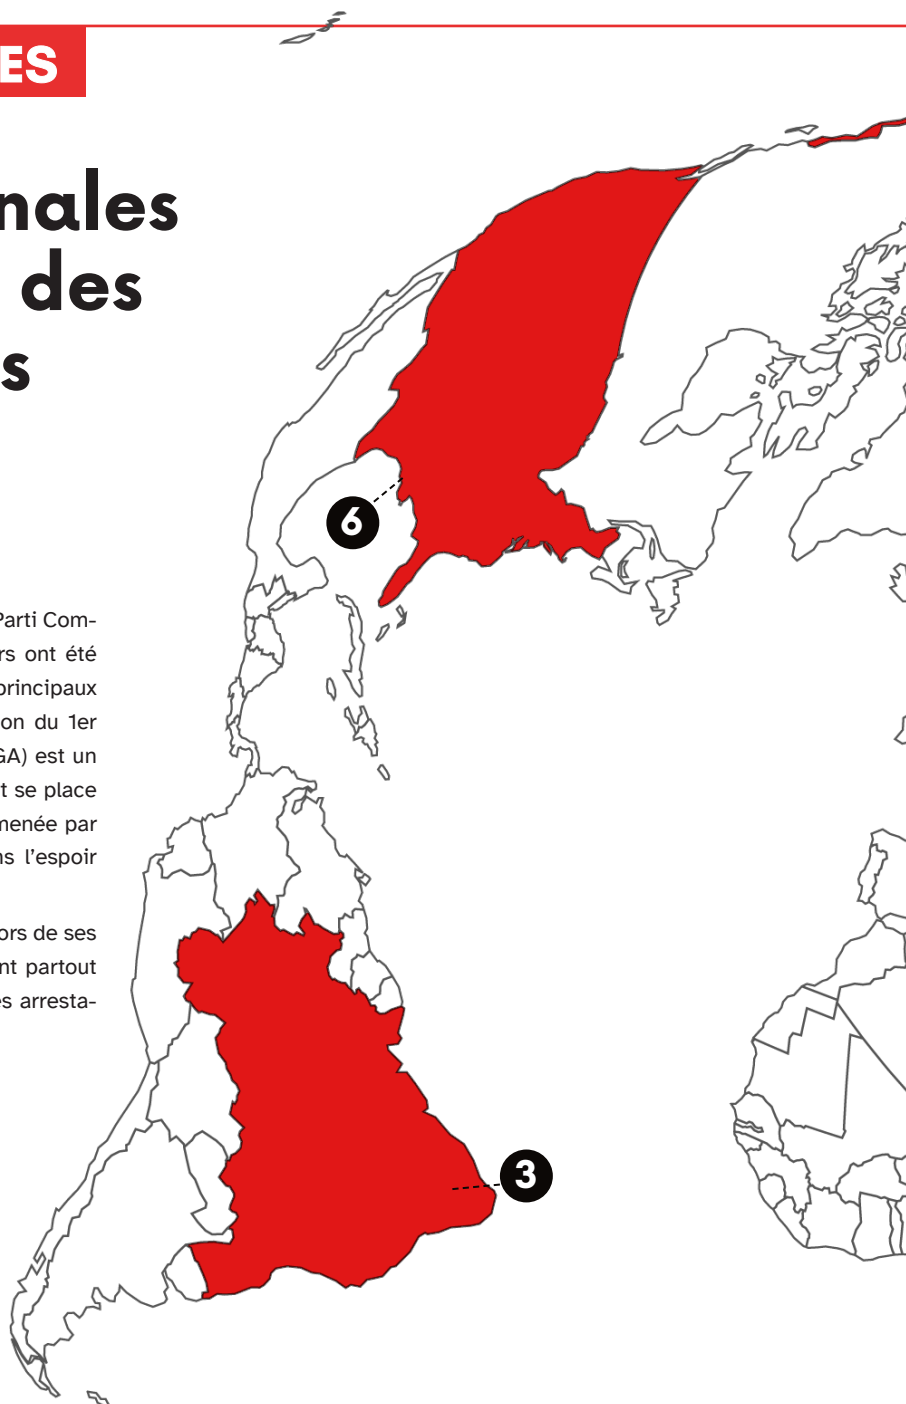 ES
nales
des
s
6
Parti Com-
rs ont été
principaux
on du 1er
GA) est un
t se place
menée par
ns l’espoir
ors de ses
nt partout
es arresta-
3